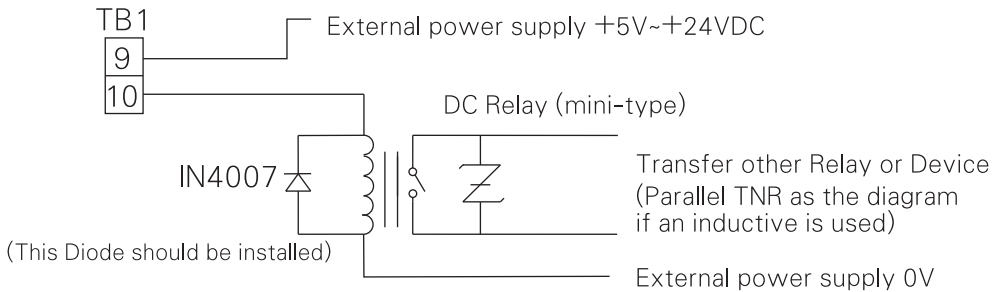 TB1
External power supply +5V~+24VDC
9
10
DC Relay (mini-type)
IN4007
Transfer other Relay or Device
(Parallel TNR as the diagram
if an inductive is used)
(This Diode should be installed)
External power supply 0V